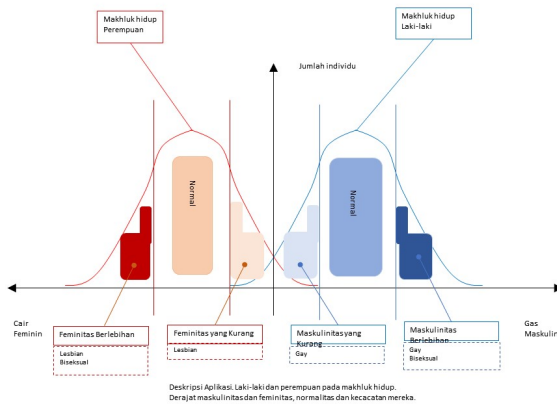 Makhluk hidup
Perempuan
Makhluk hidup
Laki-laki
Jumlah individu
Normal
Normal
Cair
Feminin
Gas
Maskulin
Feminitas Berlebihan
Lesbian
Biseksual
Feminitas yang Kurang
Lesbian
Maskulinitas yang
Kurang
Gay
Maskulinitas
Berlebihan
Gay
Biseksual
Deskripsi Aplikasi. Laki-laki dan perempuan pada makhluk hidup.
Derajat maskulinitas dan feminitas, normalitas dan kecacatan mereka.